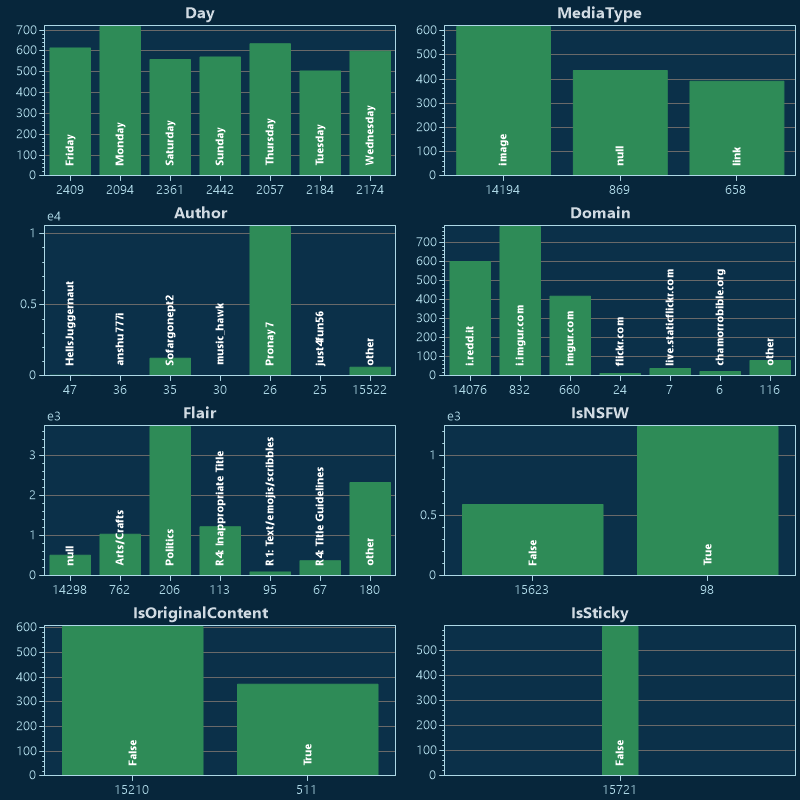 Day
700
600
500
400
300
200
100
0
Friday
Monday
Saturday
Sunday
Thursday
Tuesday
Wednesday
2409 2094 2361 2442 2057 2184 2174
MediaType
600
500
400
300
200
100
0
image
null
link
14194 869 658
Author
1e4
1
0.5
0
HellsJuggernaut
anshu777i
Sofargonept2
music_hawk
Pronay7
just4fun56
other
47 36 35 30 26 25 15522
Domain
700
600
500
400
300
200
100
0
i.redd.it
i.imgur.com
imgur.com
flickr.com
live.staticflickr.com
chamorrobible.org
other
14076 832 660 24 7 6 116
Flair
e3
3
2
1
0
null
Arts/Crafts
Politics
R4: Inappropriate Title
R1: Text/emojis/scribbles
R4: Title Guidelines
other
14298 762 206 113 95 67 180
IsNSFW
e3
1
0.5
0
False
True
15623 98
IsOriginalContent
600
500
400
300
200
100
0
False
True
15210 511
IsSticky
500
400
300
200
100
0
False
15721